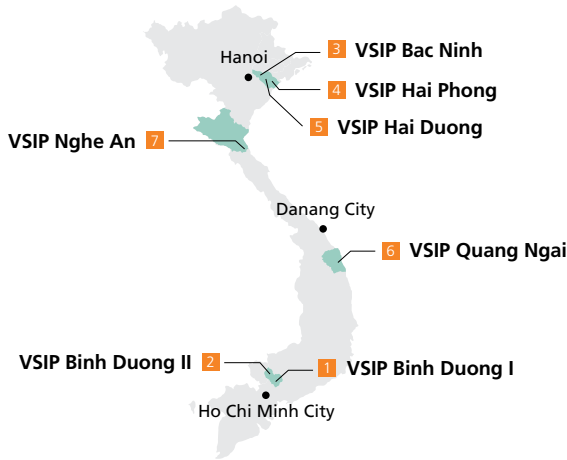 3 VSIP Bac Ninh
Hanoi
4 VSIP Hai Phong
5 VSIP Hai Duong
VSIP Nghe An 7
Danang City
6 VSIP Quang Ngai
VSIP Binh Duong II 2
1 VSIP Binh Duong I
Ho Chi Minh City